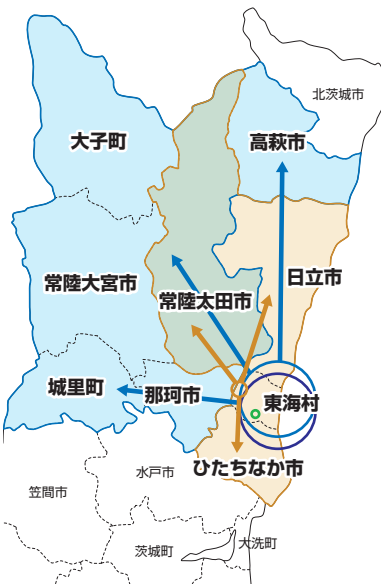 北茨城市
大子町
高萩市
常陸大宮市
日立市
常陸太田市
城里町
那珂市
東海村
ひたちなか市
水戸市
笠間市
茨城町
大洗町